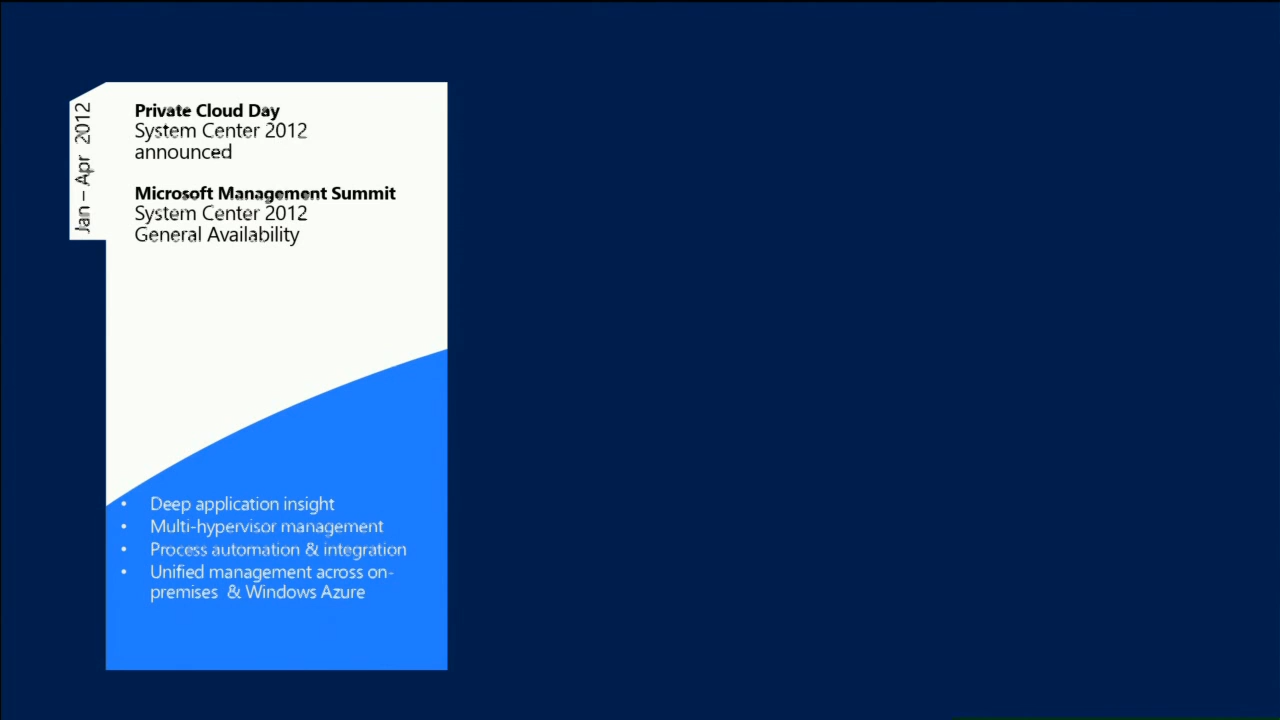 Jan – Apr 2012
Private Cloud Day
System Center 2012
announced
Microsoft Management Summit
System Center 2012
General Availability
• Deep application insight
• Multi-hypervisor management
• Process automation & integration
• Unified management across on-
premises & Windows Azure